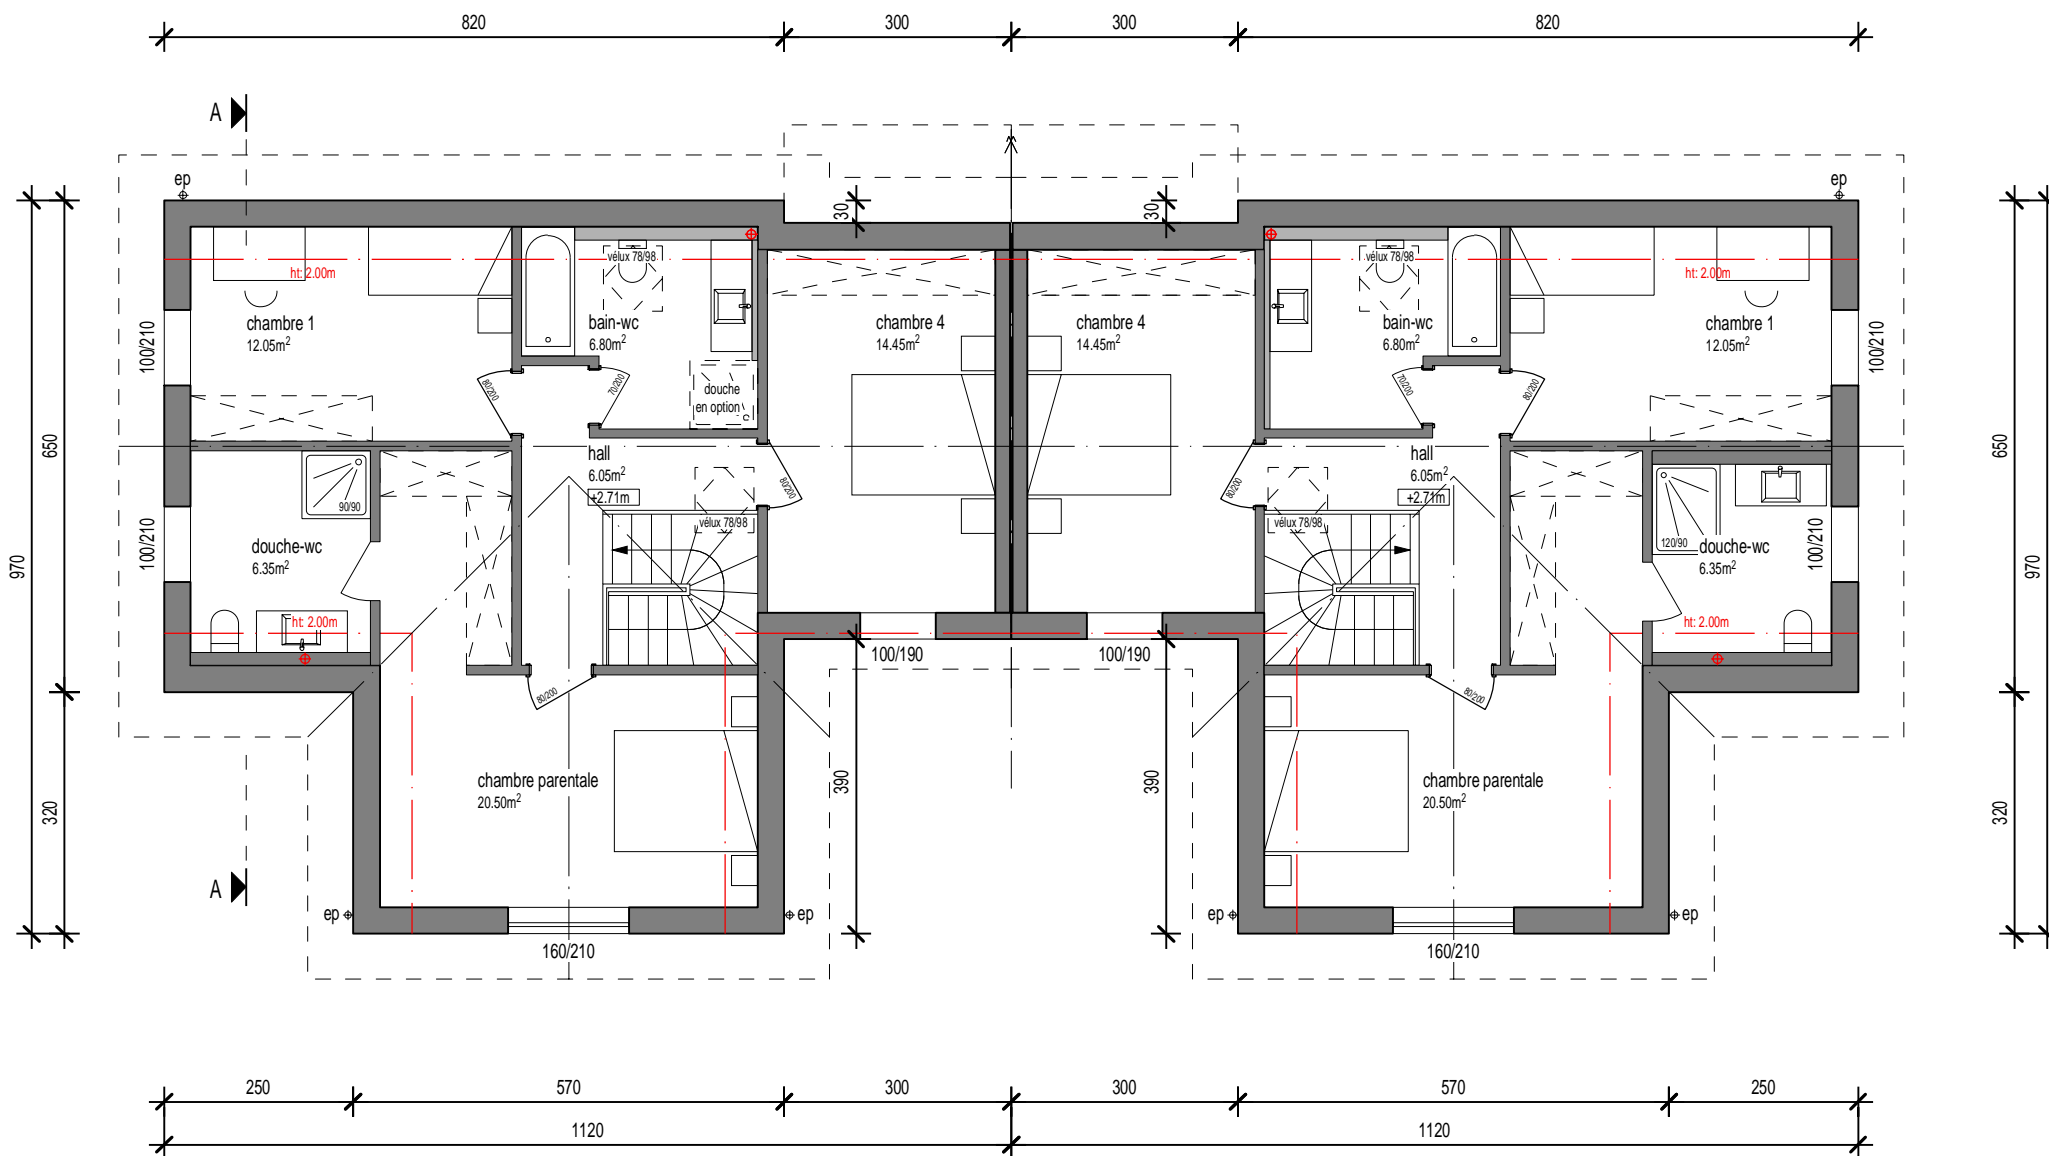 820
300
300
820
A
ep
ep
30
30
ht: 2.00m
vélux 78/98
vélux 78/98
ht: 2.00m
100/210
chambre 1
12.05m²
bain-wc
6.80m²
chambre 4
14.45m²
chambre 4
14.45m²
bain-wc
6.80m²
chambre 1
12.05m²
100/210
80/200
70/200
douche
en option
70/200
80/200
650
hall
6.05m²
+2.71m
80/200
80/200
hall
6.05m²
+2.71m
650
90/90
vélux 78/98
vélux 78/98
120/90
100/210
douche-wc
6.35m²
douche-wc
6.35m²
100/210
970
970
ht: 2.00m
ht: 2.00m
100/190
100/190
80/200
80/200
chambre parentale
20.50m²
390
390
chambre parentale
20.50m²
320
320
A
ep
ep
ep
ep
160/210
160/210
250
570
300
300
570
250
1120
1120